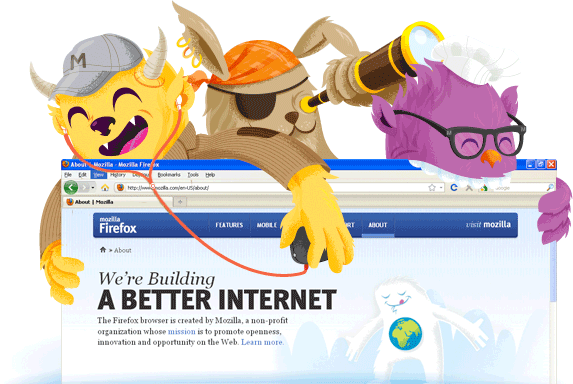 M
About | Mozilla - Mozilla Firefox
File Edit View History Bookmarks Tools Help
http://www.mozilla.com/en-US/about/
Google
About | Mozilla
mozilla
Firefox
FEATURES MOBILE ABOUT visit mozilla
» About
We're Building
A BETTER INTERNET
The Firefox browser is created by Mozilla, a non-profit
organization whose mission is to promote openness,
innovation and opportunity on the Web. Learn more.